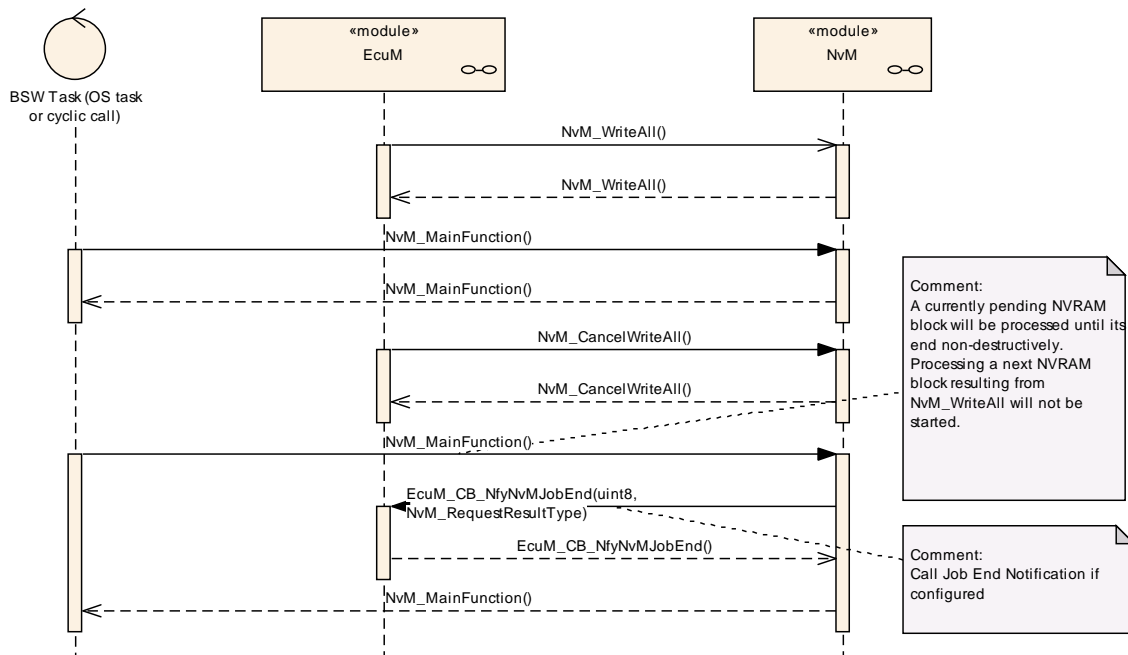 «module»
EcuM
«module»
NvM
BSW Task (OS task
or cyclic call)
NvM_WriteAll()
NvM_WriteAll()
NvM_MainFunction()
NvM_MainFunction()
NvM_CancelWriteAll()
NvM_CancelWriteAll()
NvM_MainFunction()
EcuM_CB_NfyNvMJobEnd(uint8,
NvM_RequestResultType)
EcuM_CB_NfyNvMJobEnd()
NvM_MainFunction()
Comment:
A currently pending NVRAM
block will be processed until its
end non-destructively.
Processing a next NVRAM
block resulting from
NvM_WriteAll will not be
started.
Comment:
Call Job End Notification if
configured